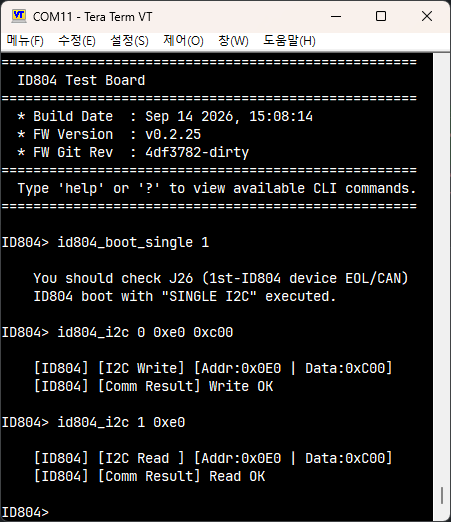 COM11 - Tera Term VT
메뉴(F) 수정(E) 설정(S) 제어(O) 창(W) 도움말(H)
====================================================
ID804 Test Board
====================================================
* Build Date : Sep 14 2026, 15:08:14
* FW Version : v0.2.25
* FW Git Rev : 4df3782-dirty
====================================================
Type 'help' or '?' to view available CLI commands.
====================================================
ID804> id804_boot_single 1
You should check J26 (1st-ID804 device EOL/CAN)
ID804 boot with "SINGLE I2C" executed.
ID804> id804_i2c 0 0xe0 0xc00
[ID804] [I2C Write] [Addr:0x0E0 | Data:0xC00]
[ID804] [Comm Result] Write OK
ID804> id804_i2c 1 0xe0
[ID804] [I2C Read ] [Addr:0x0E0 | Data:0xC00]
[ID804] [Comm Result] Read OK
ID804>